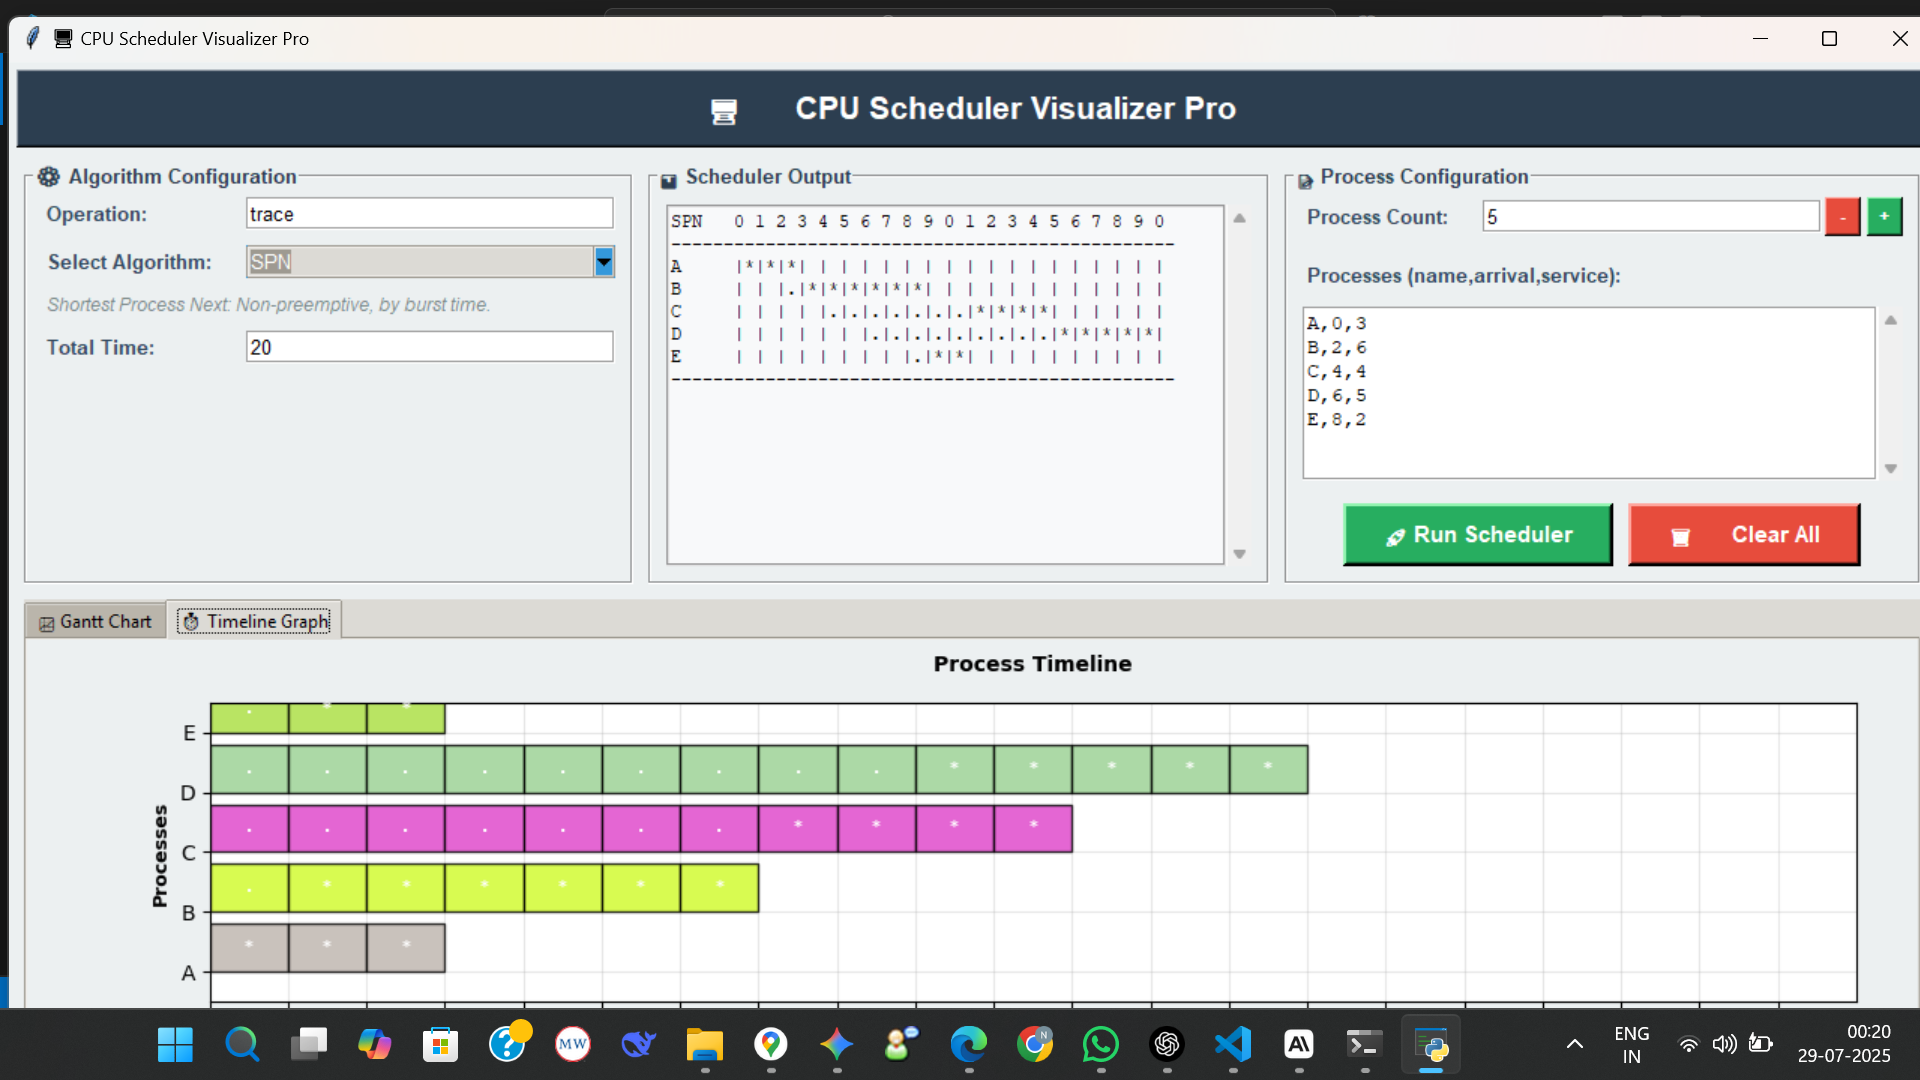 CPU Scheduler Visualizer Pro
CPU Scheduler Visualizer Pro
Algorithm Configuration
Operation: trace
Select Algorithm: SPN
Shortest Process Next: Non-preemptive, by burst time.
Total Time: 20
Scheduler Output
SPN   0 1 2 3 4 5 6 7 8 9 0 1 2 3 4 5 6 7 8 9 0
------------------------------------------------
A     |*|*|*| | | | | | | | | | | | | | | | | |
B     | | |.|*|*|*|*|*|*| | | | | | | | | | | |
C     | | | | |.|.|.|.|.|.|.|*|*|*|*| | | | | |
D     | | | | | | |.|.|.|.|.|.|.|.|.|*|*|*|*|*|
E     | | | | | | | | |.|*|*| | | | | | | | | |
------------------------------------------------
Process Configuration
Process Count: 5 - +
Processes (name,arrival,service):
A,0,3
B,2,6
C,4,4
D,6,5
E,8,2
Run Scheduler Clear All
Gantt Chart Timeline Graph
Process Timeline
Processes
E . * *
D . . . . . . . . . * * * * *
C . . . . . . . * * * *
B . * * * * * *
A * * *
MW
N
ENG
IN
00:20
29-07-2025